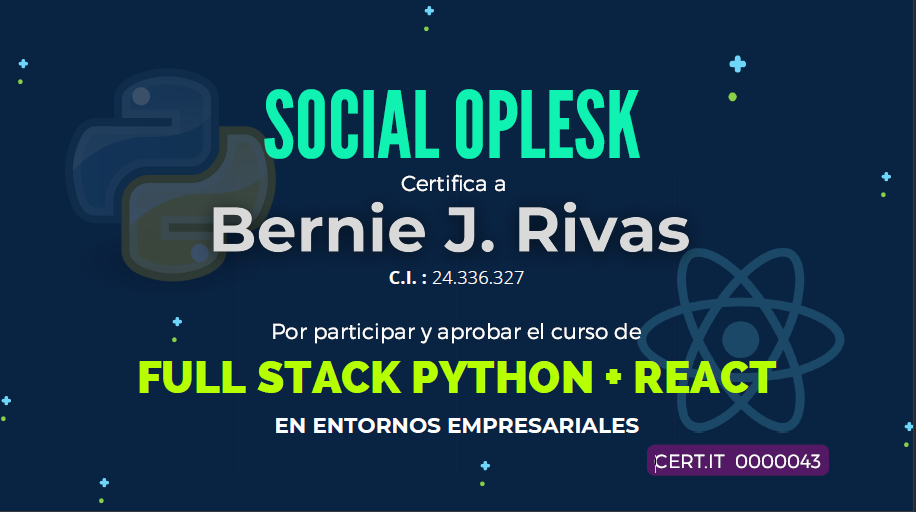 SOCIAL OPLESK
Certifica a
Bernie J. Rivas
C.I. : 24.336.327
Por participar y aprobar el curso de
FULL STACK PYTHON + REACT
EN ENTORNOS EMPRESARIALES
CERT.IT 0000043